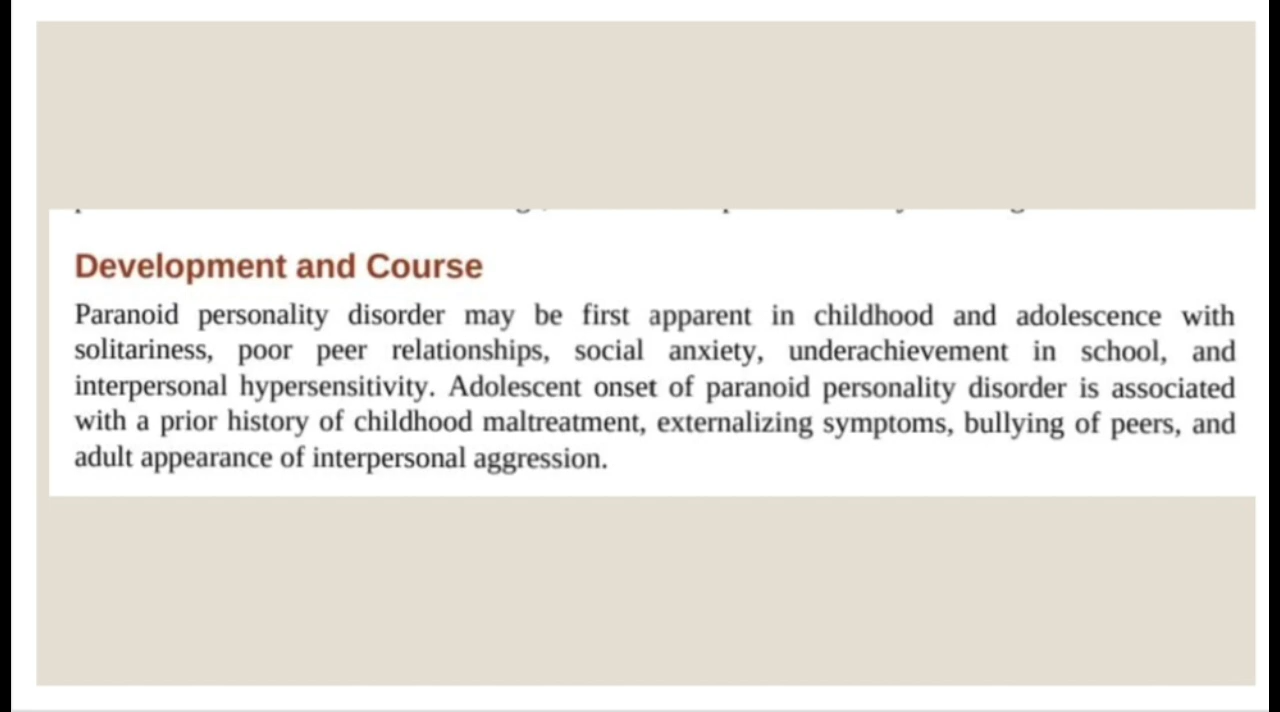 Development and Course
Paranoid personality disorder may be first apparent in childhood and adolescence with
solitariness, poor peer relationships, social anxiety, underachievement in school, and
interpersonal hypersensitivity. Adolescent onset of paranoid personality disorder is associated
with a prior history of childhood maltreatment, externalizing symptoms, bullying of peers, and
adult appearance of interpersonal aggression.